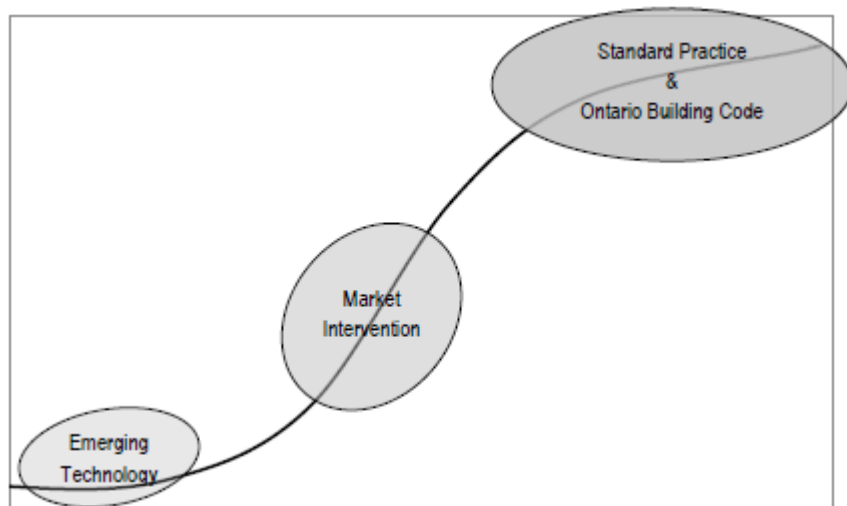 Standard Practice
&
Ontario Building Code
Market
Intervention
Emerging
Technology